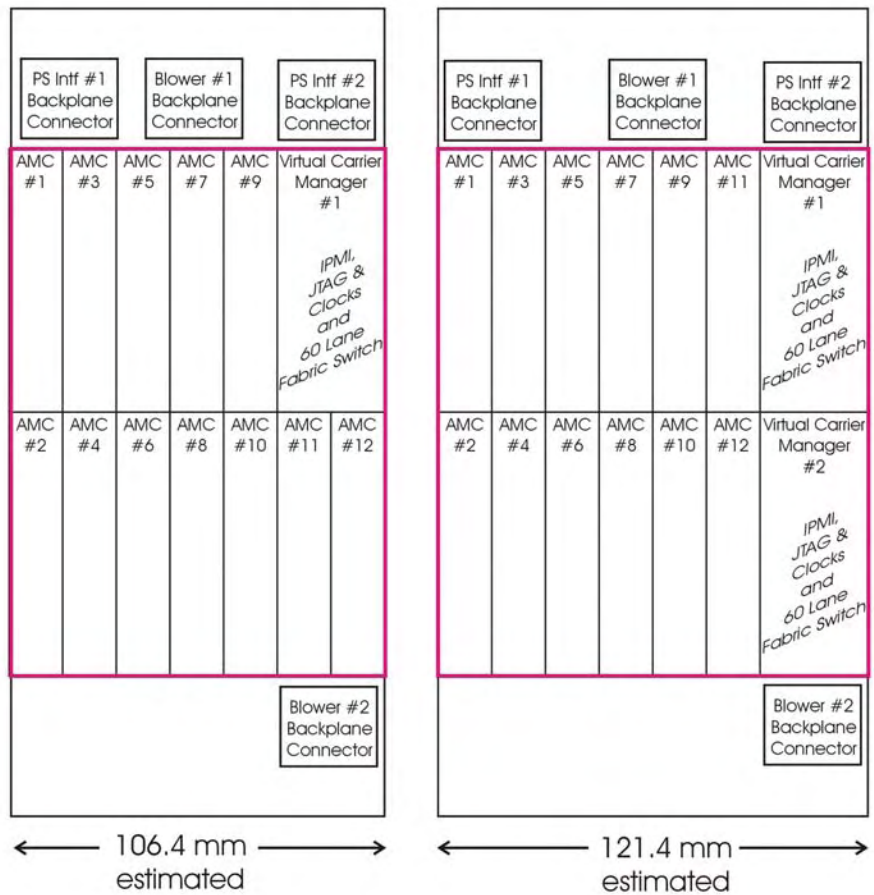 PS Intf #1
Backplane
Connector
Blower #1
Backplane
Connector
PS Intf #2
Backplane
Connector
AMC
#1
AMC
#3
AMC
#5
AMC
#7
AMC
#9
Virtual Carrier
Manager
#1
IPMI,
JTAG &
Clocks
and
60 Lane
Fabric Switch
AMC
#2
AMC
#4
AMC
#6
AMC
#8
AMC
#10
AMC
#11
AMC
#12
Blower #2
Backplane
Connector
106.4 mm
estimated
PS Intf #1
Backplane
Connector
Blower #1
Backplane
Connector
PS Intf #2
Backplane
Connector
AMC
#1
AMC
#3
AMC
#5
AMC
#7
AMC
#9
AMC
#11
Virtual Carrier
Manager
#1
IPMI,
JTAG &
Clocks
and
60 Lane
Fabric Switch
AMC
#2
AMC
#4
AMC
#6
AMC
#8
AMC
#10
AMC
#12
Virtual Carrier
Manager
#2
IPMI,
JTAG &
Clocks
and
60 Lane
Fabric Switch
Blower #2
Backplane
Connector
121.4 mm
estimated